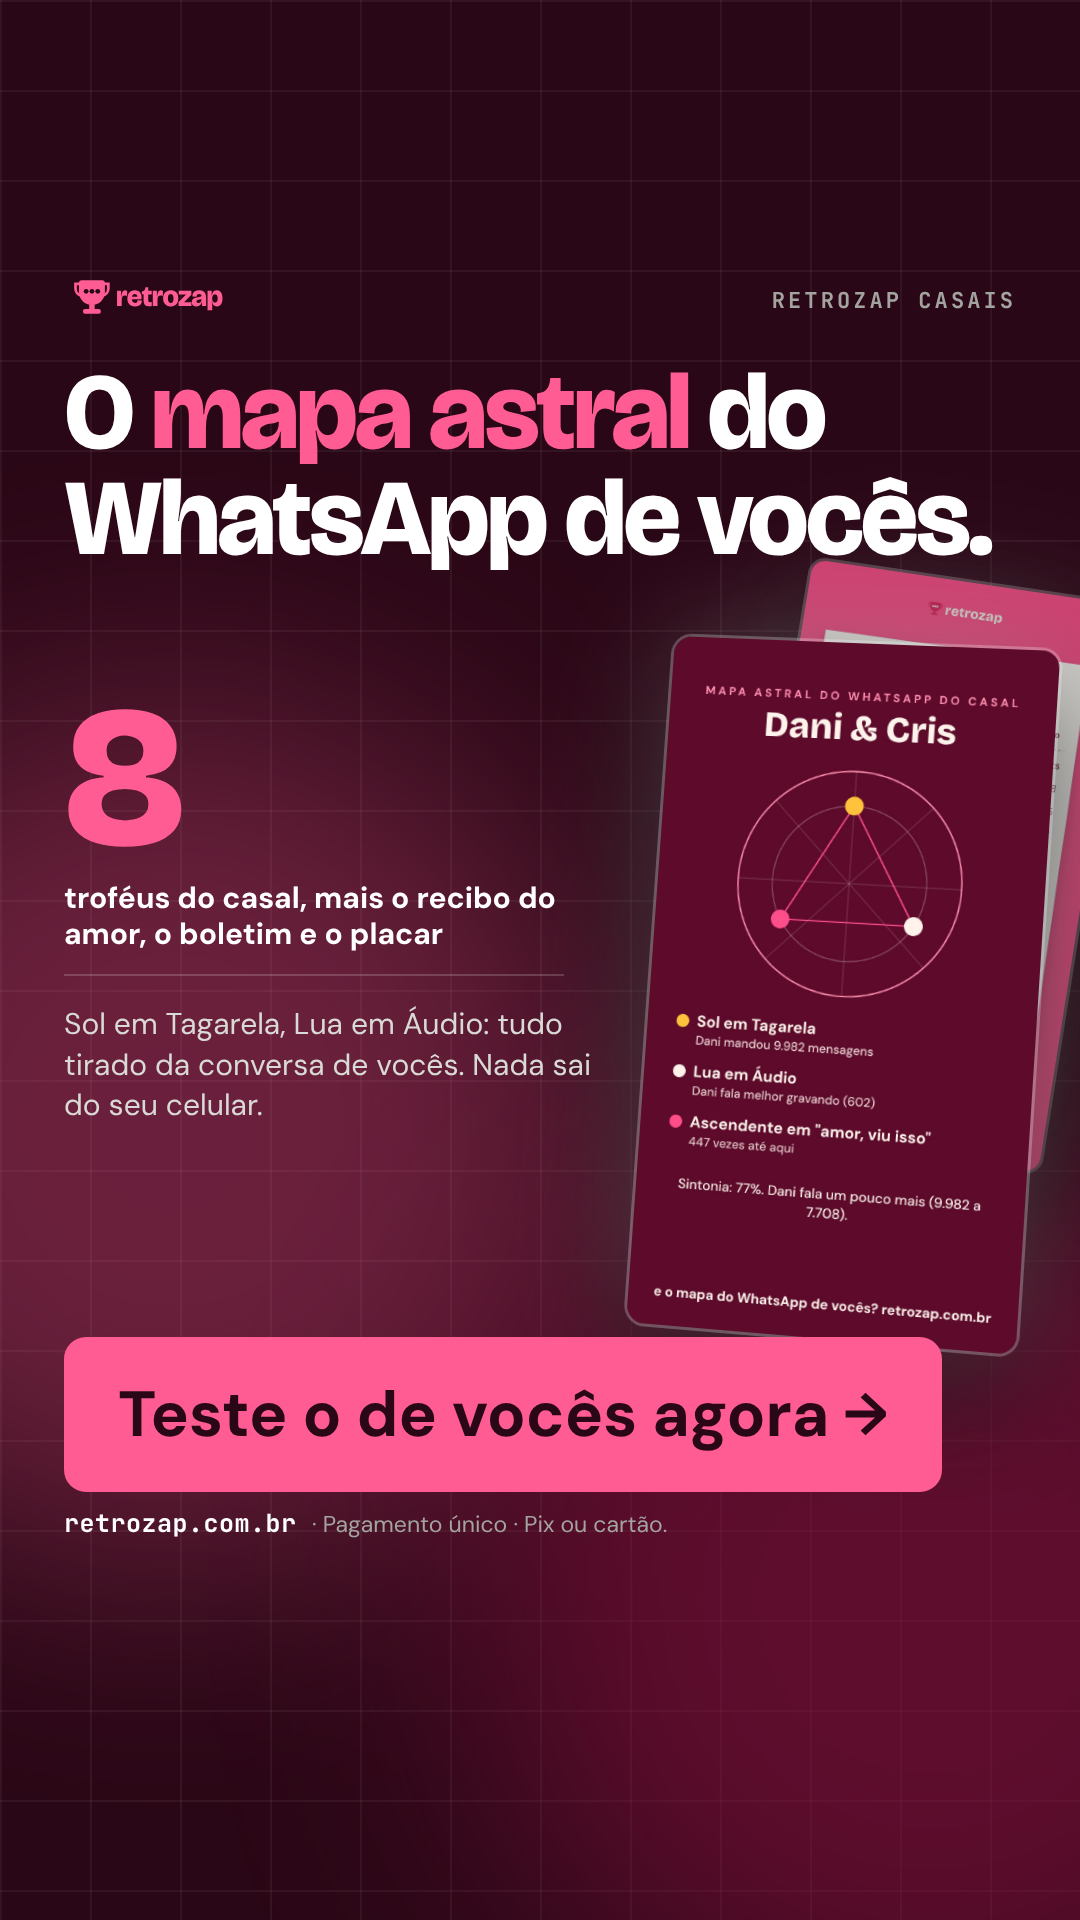 retrozap
RETROZAP CASAIS
O mapa astral do
WhatsApp de vocês.
retrozap
MAPA ASTRAL DO WHATSAPP DO CASAL
Dani & Cris
8
troféus do casal, mais o recibo do
amor, o boletim e o placar
Sol em Tagarela, Lua em Áudio: tudo
tirado da conversa de vocês. Nada sai
do seu celular.
Sol em Tagarela
Dani mandou 9.982 mensagens
Lua em Áudio
Dani fala melhor gravando (602)
Ascendente em "amor, viu isso"
447 vezes até aqui
Sintonia: 77%. Dani fala um pouco mais (9.982 a
7.708).
e o mapa do WhatsApp de vocês? retrozap.com.br
Teste o de vocês agora →
retrozap.com.br · Pagamento único · Pix ou cartão.